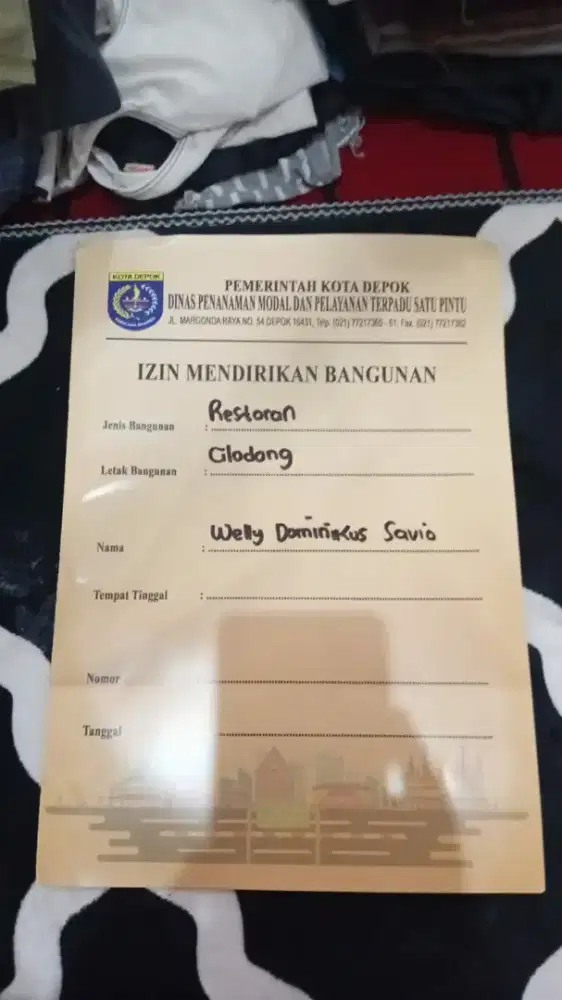 KOTA DEPOK
PEMERINTAH KOTA DEPOK
DINAS PENANAMAN MODAL DAN PELAYANAN TERPADU SATU PINTU
JL. MARGONDA RAYA NO. 54 DEPOK 16431, Telp. (021) 77217365 - 61, Fax. (021) 77217362
IZIN MENDIRIKAN BANGUNAN
Jenis Bangunan : Restoran
Letak Bangunan : Cilodong
Nama : Welly Dominikus Savio
Tempat Tinggal :
Nomor :
Tanggal